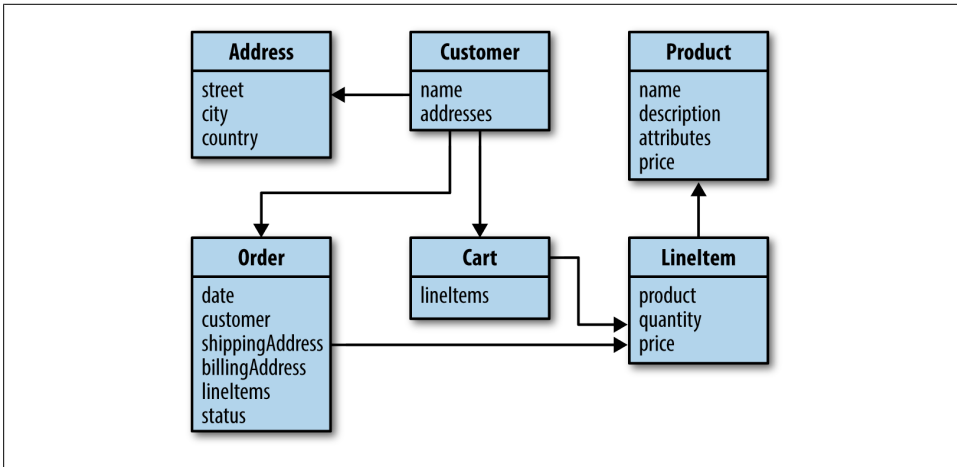 Address
street
city
country
Customer
name
addresses
Product
name
description
attributes
price
Order
date
customer
shippingAddress
billingAddress
lineItems
status
Cart
lineItems
LineItem
product
quantity
price